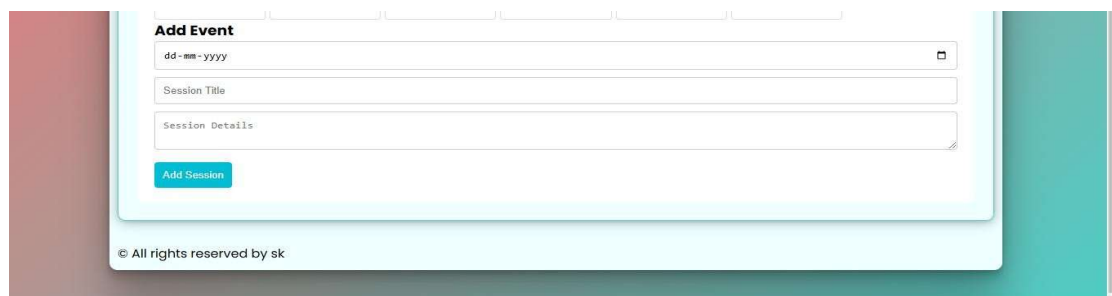 Add Event
dd-mm-yyyy
Session Title
Session Details
Add Session
© All rights reserved by sk